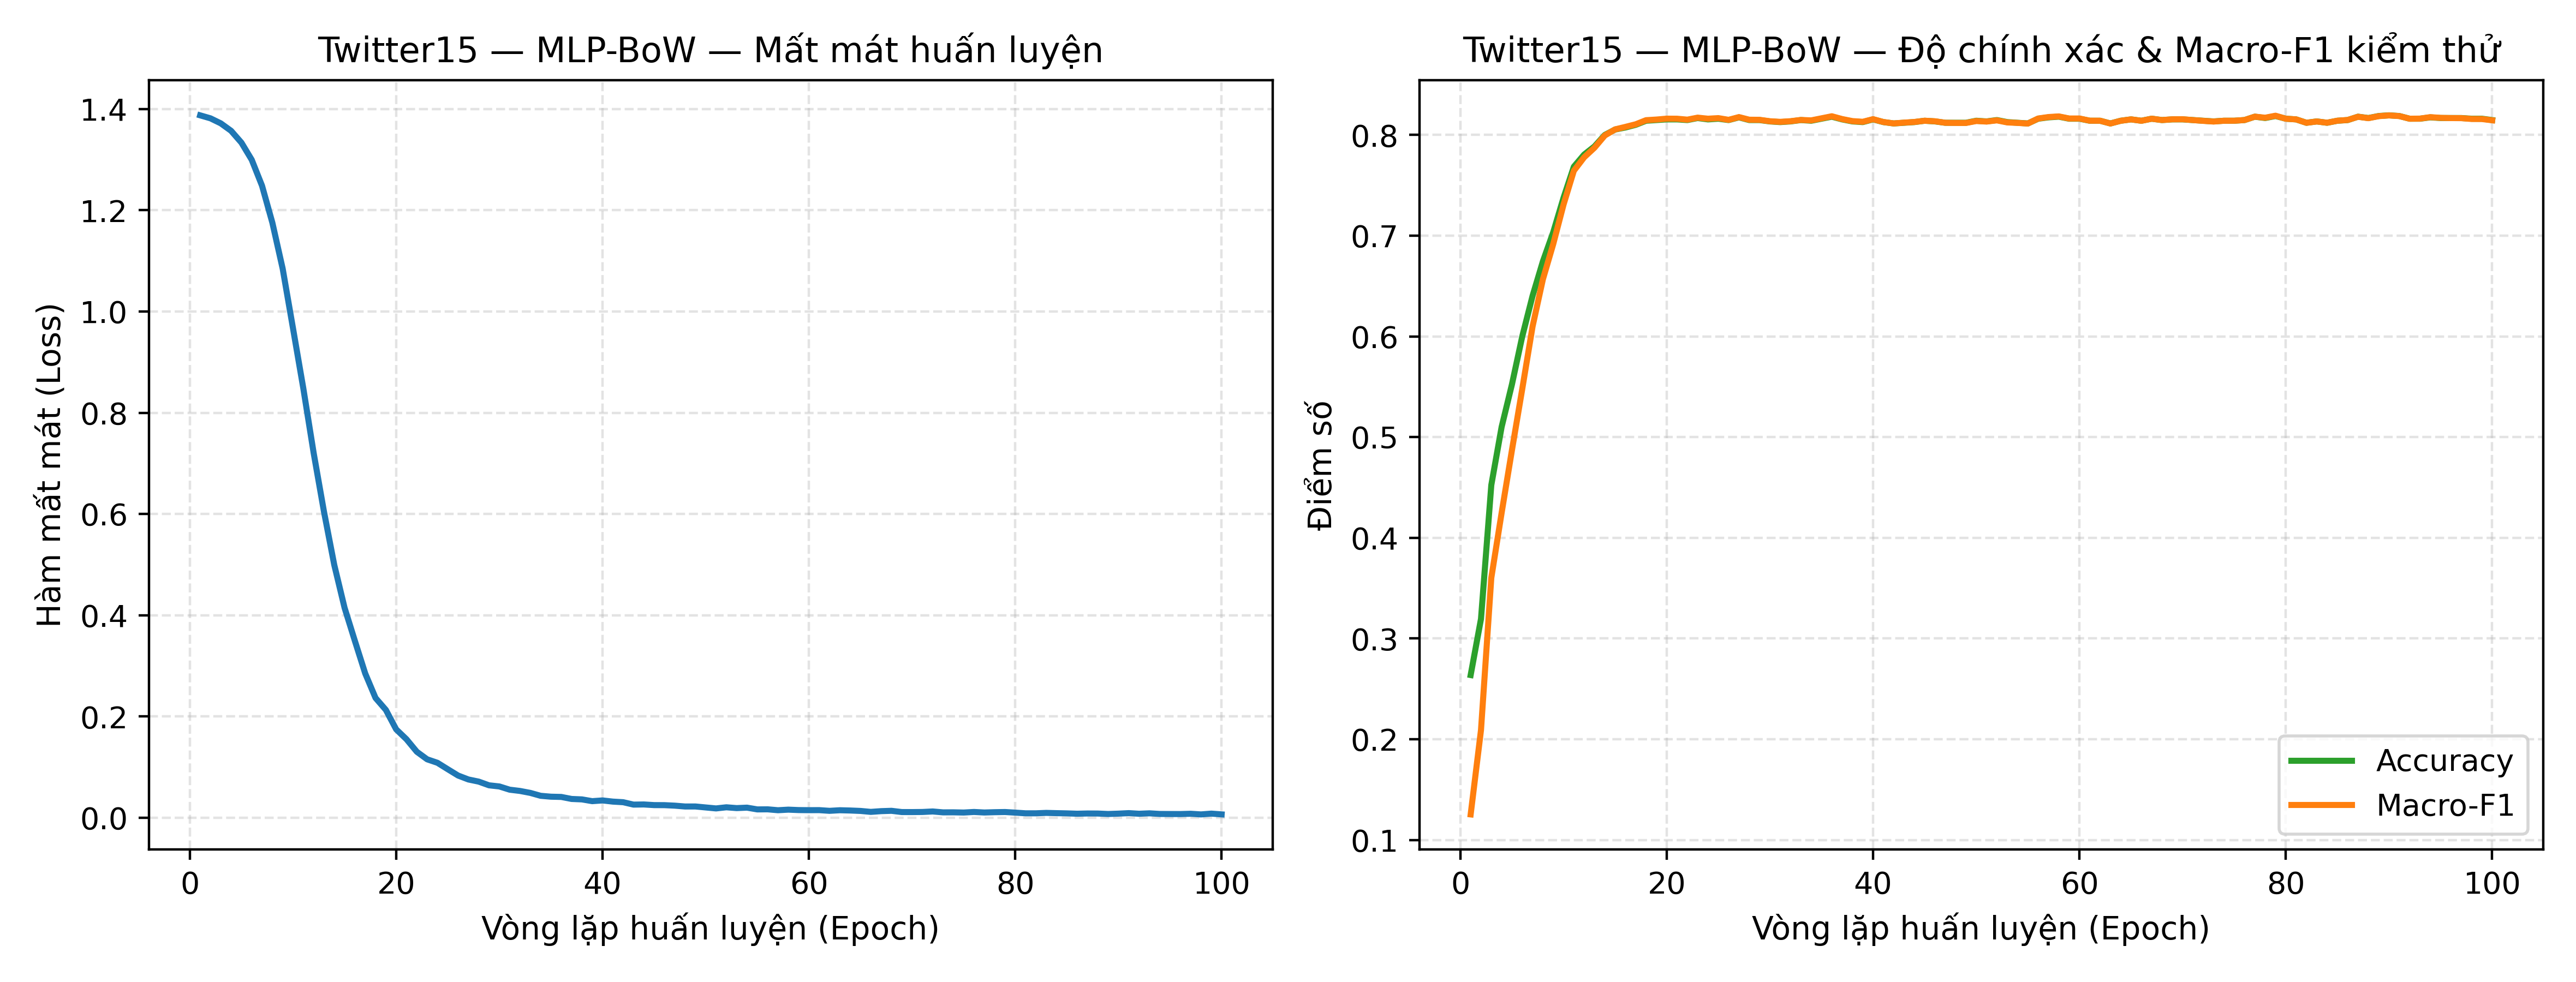 Twitter15 — MLP-BoW — Mất mát huấn luyện
Hàm mất mát (Loss)
1.4
1.2
1.0
0.8
0.6
0.4
0.2
0.0
0 20 40 60 80 100
Vòng lặp huấn luyện (Epoch)
Twitter15 — MLP-BoW — Độ chính xác & Macro-F1 kiểm thử
Điểm số
0.8
0.7
0.6
0.5
0.4
0.3
0.2
0.1
Accuracy
Macro-F1
0 20 40 60 80 100
Vòng lặp huấn luyện (Epoch)